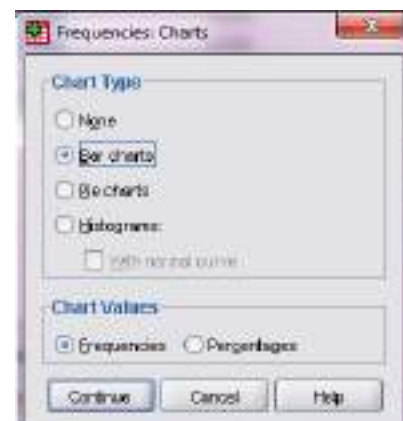 Frequencies: Charts
Chart Type
None
Bar charts
Pie charts
Histograms:
With normal curve
Chart Values
Frequencies Percentages
Continue Cancel Help